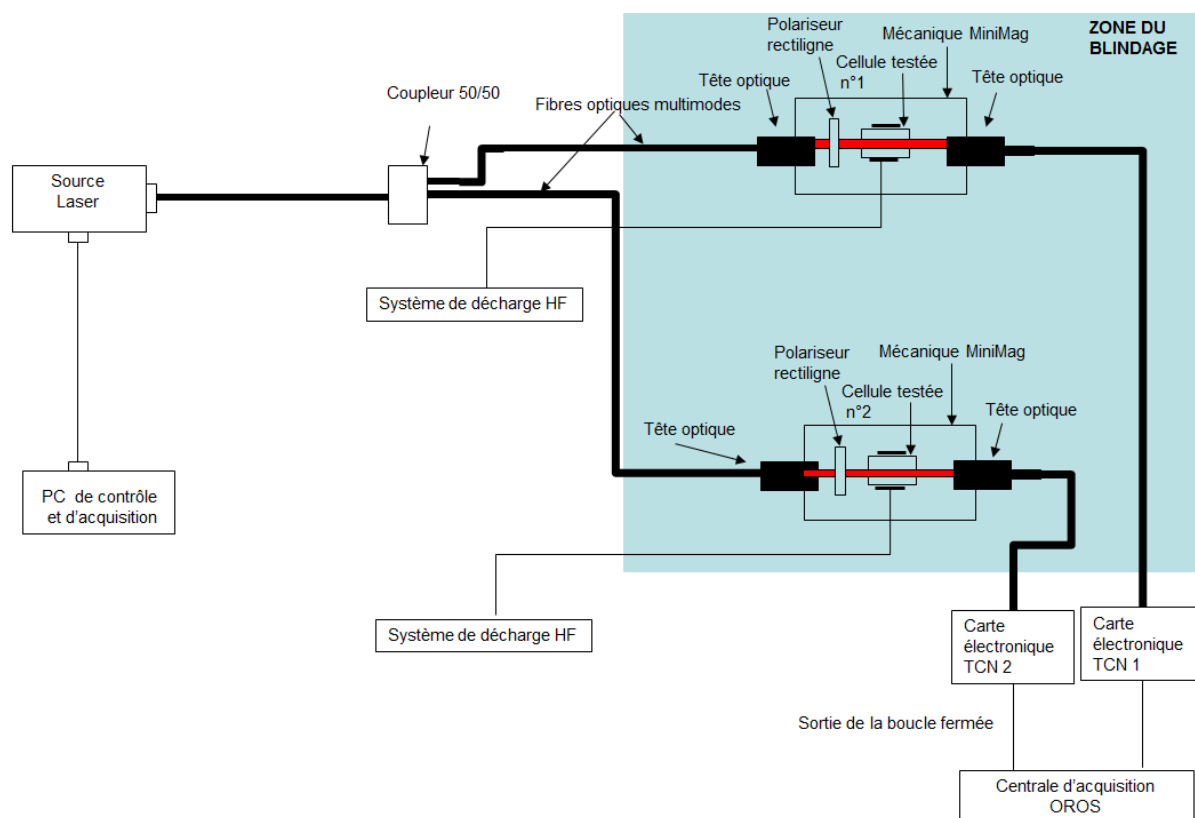 Polariseur
rectiligne
Mécanique MiniMag
ZONE DU
BLINDAGE
Cellule testée
n°1
Tête optique
Tête optique
Coupleur 50/50
Fibres optiques multimodes
Source
Laser
Système de décharge HF
Polariseur
rectiligne
Mécanique MiniMag
Cellule testée
n°2
Tête optique
Tête optique
PC de contrôle
et d'acquisition
Système de décharge HF
Carte
électronique
TCN 2
Carte
électronique
TCN 1
Sortie de la boucle fermée
Centrale d'acquisition
OROS